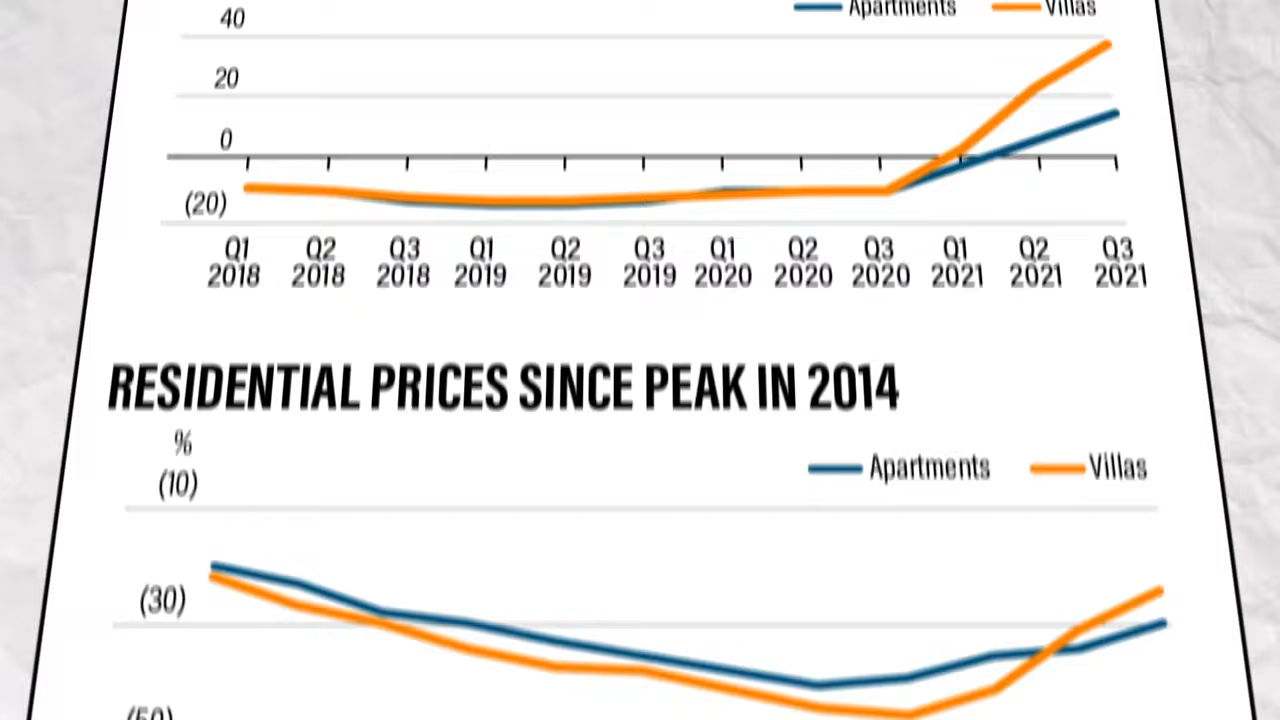 40
Apartments Villas
20
0
(20)
Q1 Q2 Q3 Q1 Q2 Q3 Q1 Q2 Q3 Q1 Q2 Q3
2018 2018 2018 2019 2019 2019 2020 2020 2020 2021 2021 2021
RESIDENTIAL PRICES SINCE PEAK IN 2014
%
Apartments Villas
(10)
(30)
(50)